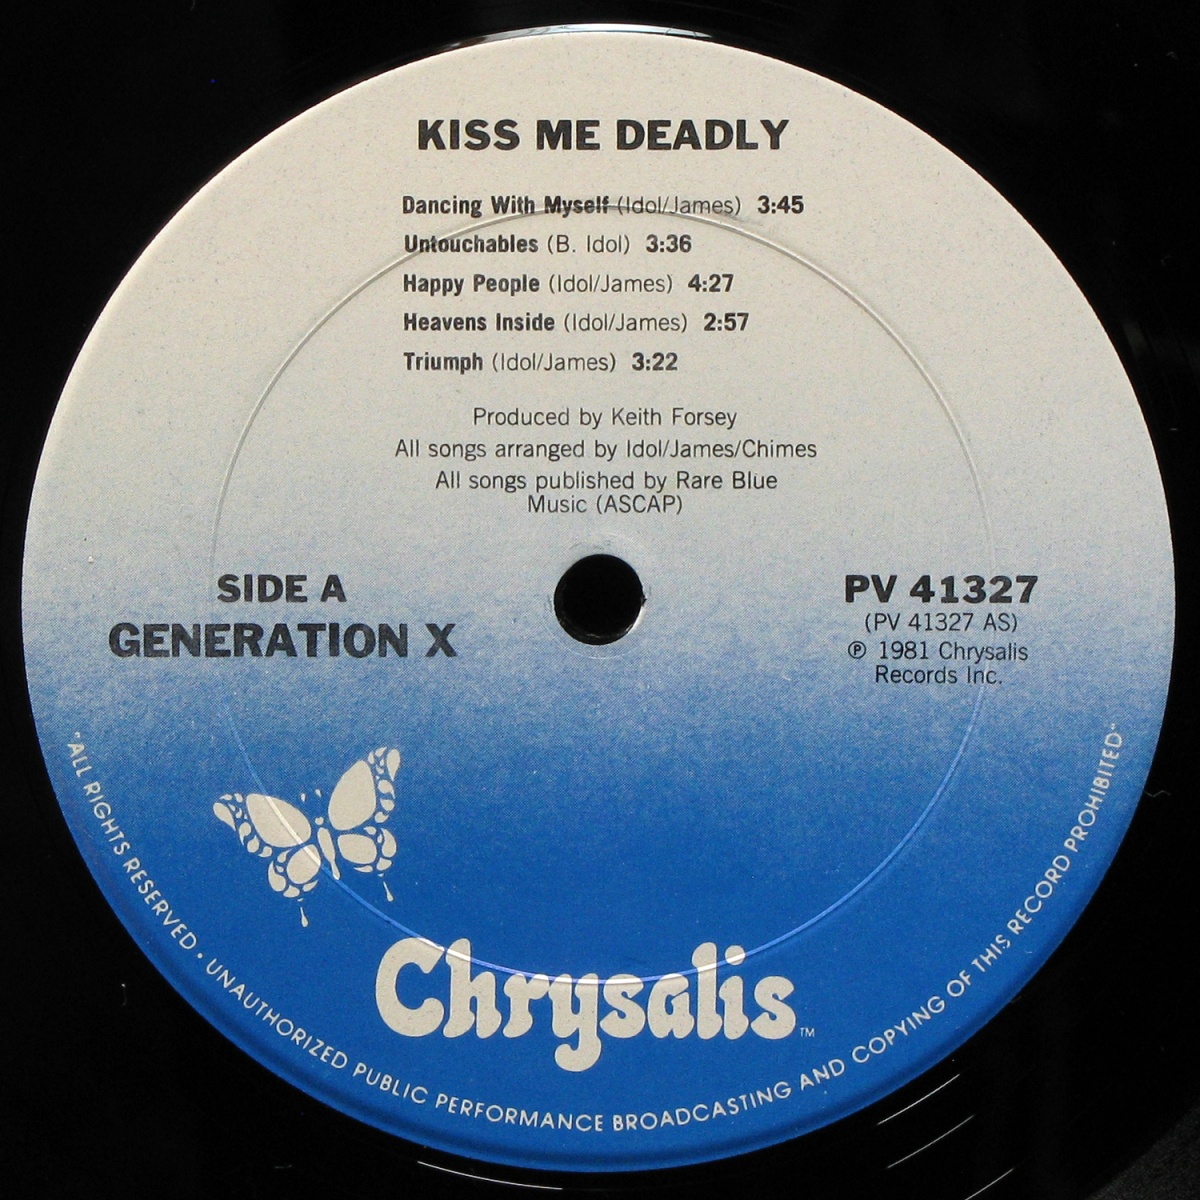 KISS ME DEADLY
Dancing With Myself (Idol/James) 3:45
Untouchables (B. Idol) 3:36
Happy People (Idol/James) 4:27
Heavens Inside (Idol/James) 2:57
Triumph (Idol/James) 3:22
Produced by Keith Forsey
All songs arranged by Idol/James/Chimes
All songs published by Rare Blue
Music (ASCAP)
SIDE A
GENERATION X
PV 41327
(PV 41327 AS)
℗ 1981 Chrysalis
Records Inc.
Chrysalis™
"ALL RIGHTS RESERVED • UNAUTHORIZED PUBLIC PERFORMANCE BROADCASTING AND COPYING OF THIS RECORD PROHIBITED"